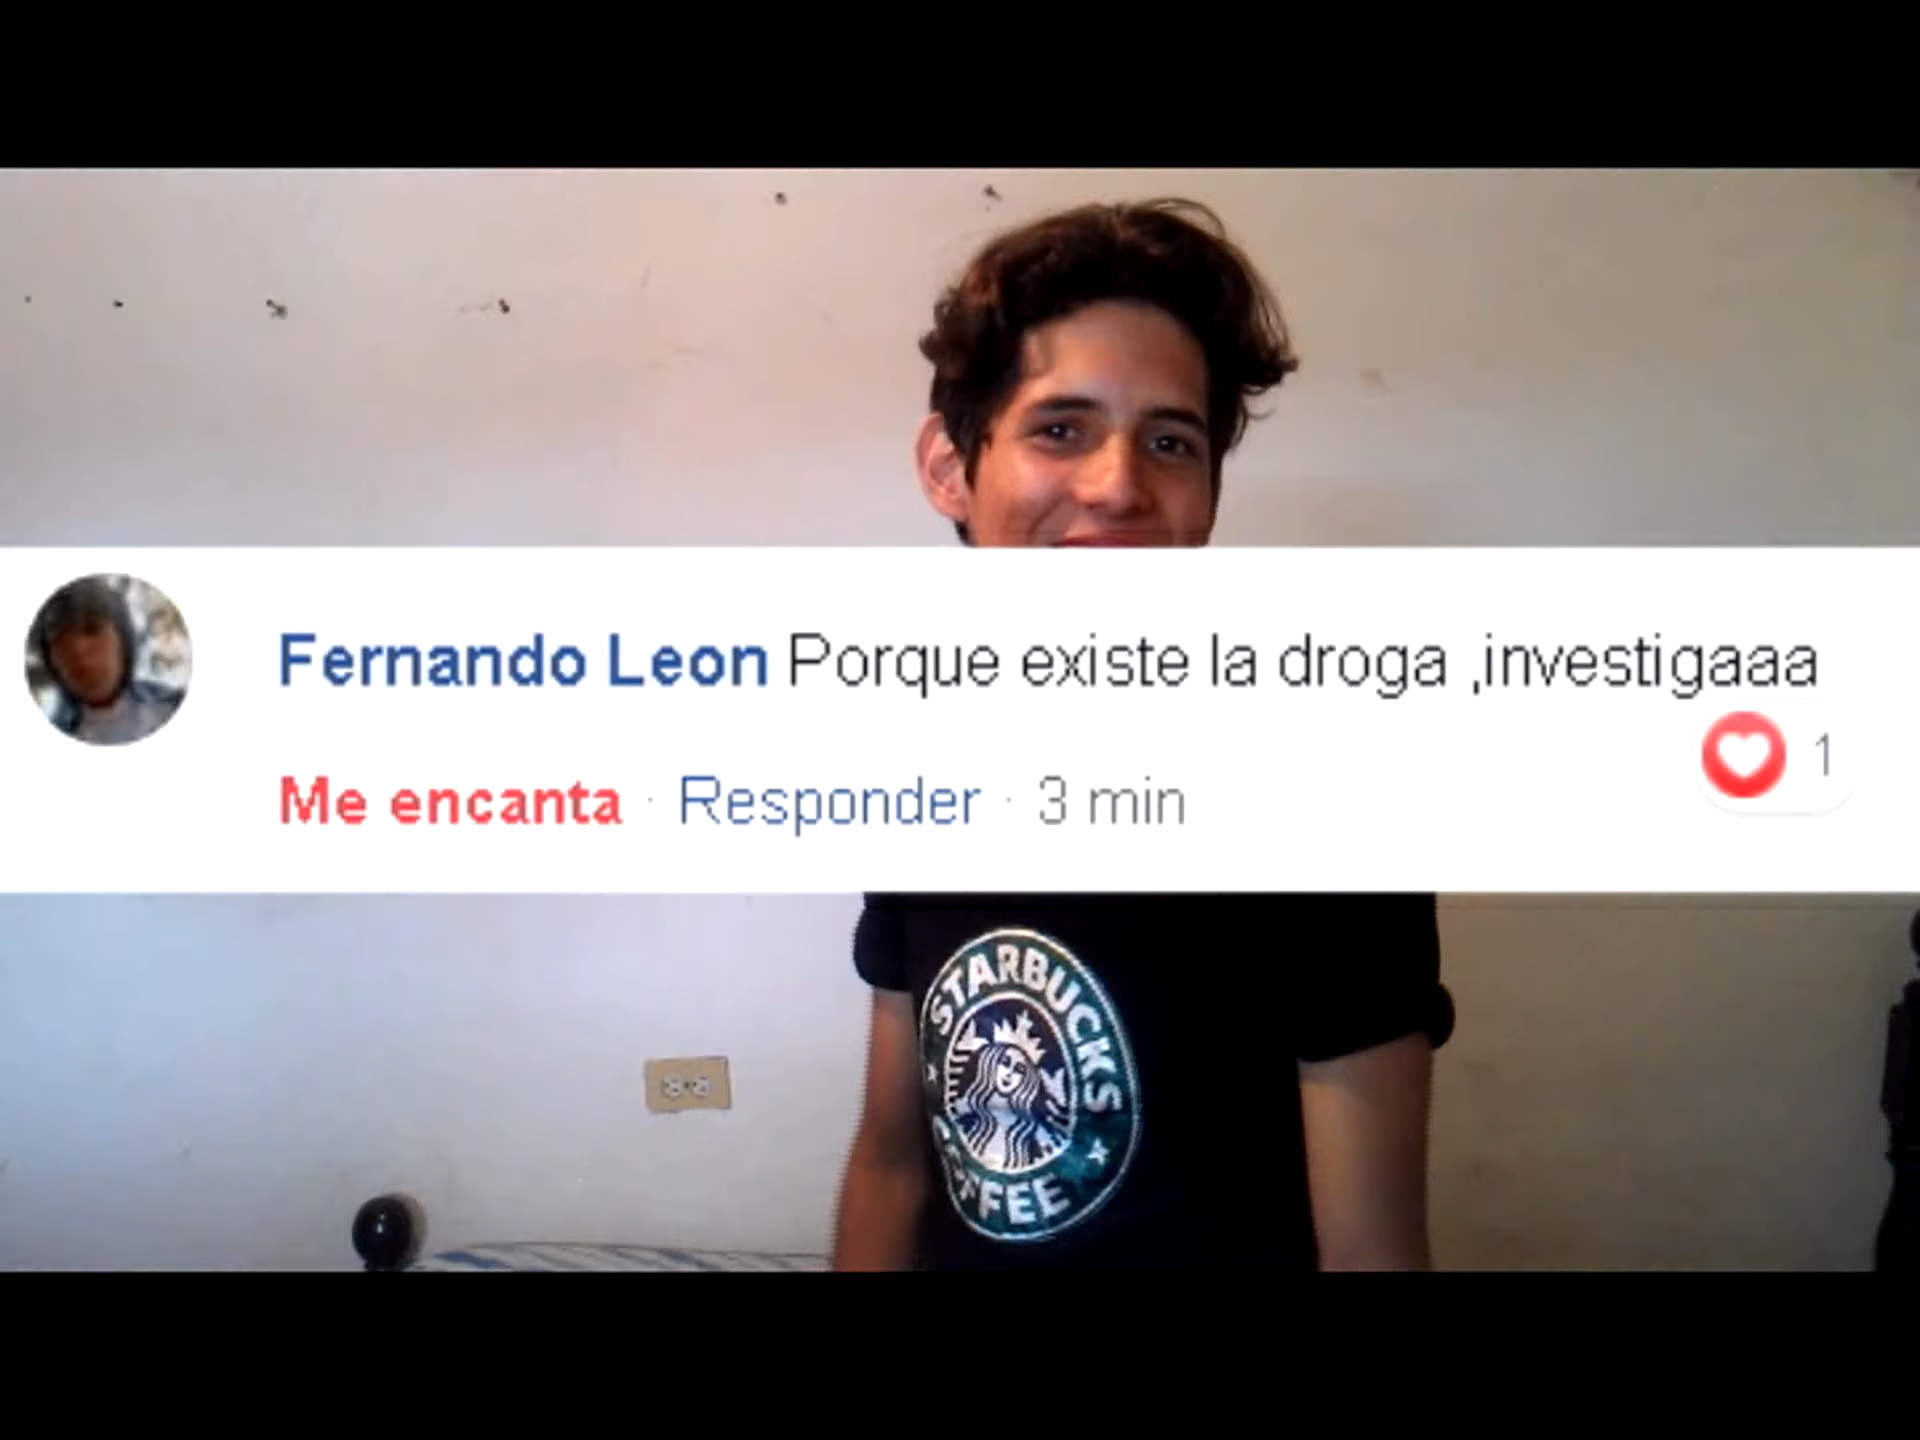 Fernando Leon Porque existe la droga ,investigaaa
1
Me encanta · Responder · 3 min
STARBUCKS
COFFEE